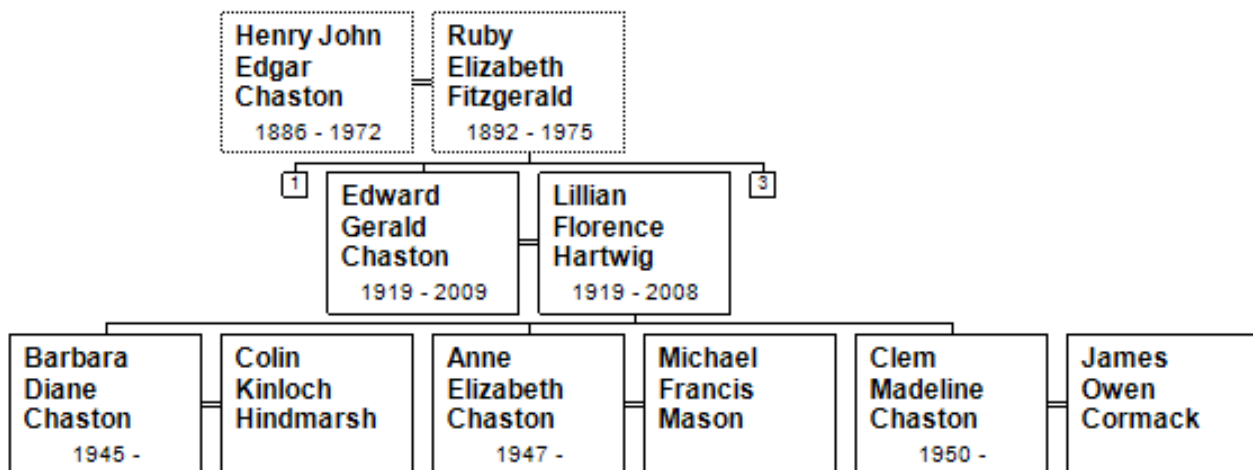 Henry John
Edgar
Chaston
1886 - 1972
Ruby
Elizabeth
Fitzgerald
1892 - 1975
1
3
Edward
Gerald
Chaston
1919 - 2009
Lillian
Florence
Hartwig
1919 - 2008
Barbara
Diane
Chaston
1945 -
Colin
Kinloch
Hindmarsh
Anne
Elizabeth
Chaston
1947 -
Michael
Francis
Mason
Clem
Madeline
Chaston
1950 -
James
Owen
Cormack